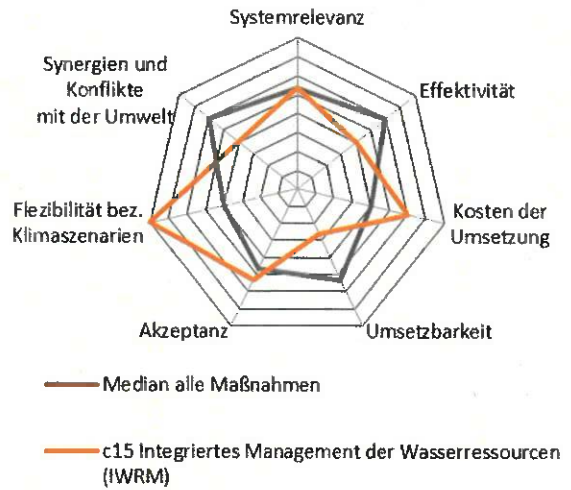 Systemrelevanz
Synergien und
Konflikte
mit der Umwelt
Effektivität
Flezibilität bez.
Klimaszenarien
Kosten der
Umsetzung
Akzeptanz
Umsetzbarkeit
Median alle Maßnahmen
c15 Integriertes Management der Wasserressourcen
(IWRM)